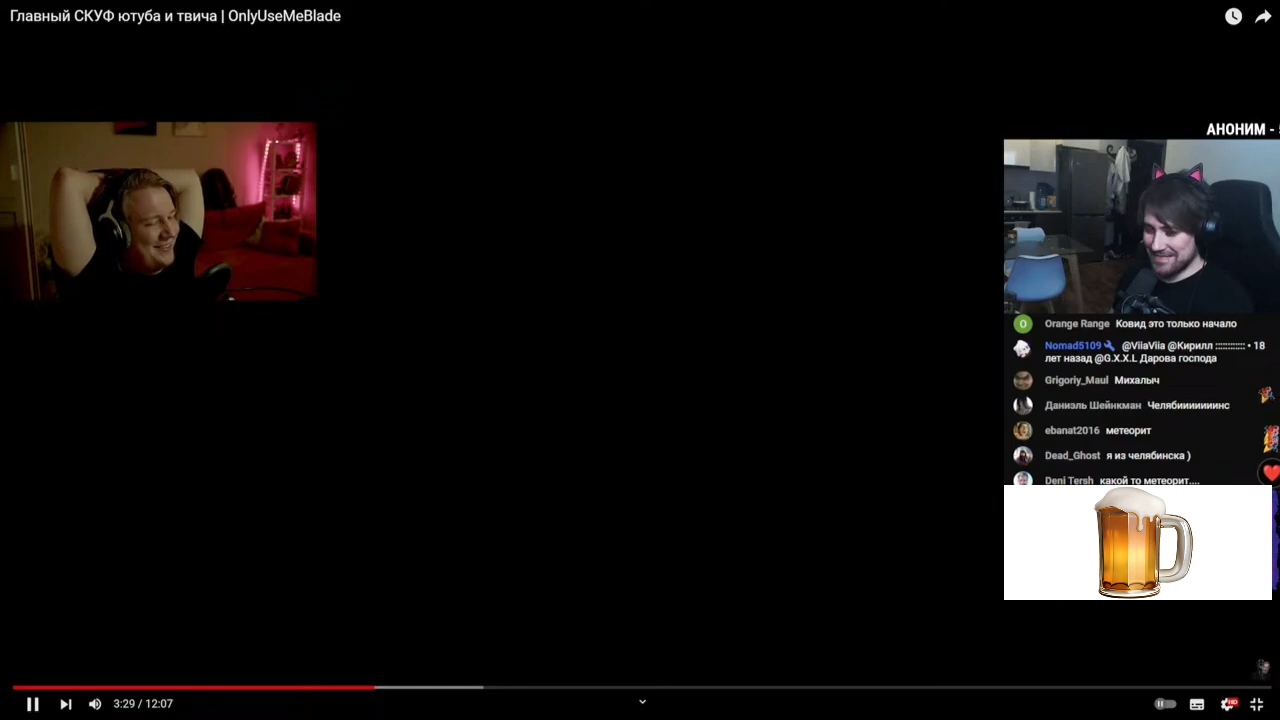 Главный СКУФ ютуба и твича | OnlyUseMeBlade
АНОНИМ -
O
Orange Range Ковид это только начало
Nomad5109 @ViiaViia @Кирилл :::::::::::: • 18
лет назад @G.X.X.L Дарова господа
Grigoriy_Maul Михалыч
Даниэль Шейнкман Челябиииииинс
ebanat2016 метеорит
Dead_Ghost я из челябинска )
Deni Tersh какой то метеорит....
3:29 / 12:07
HD